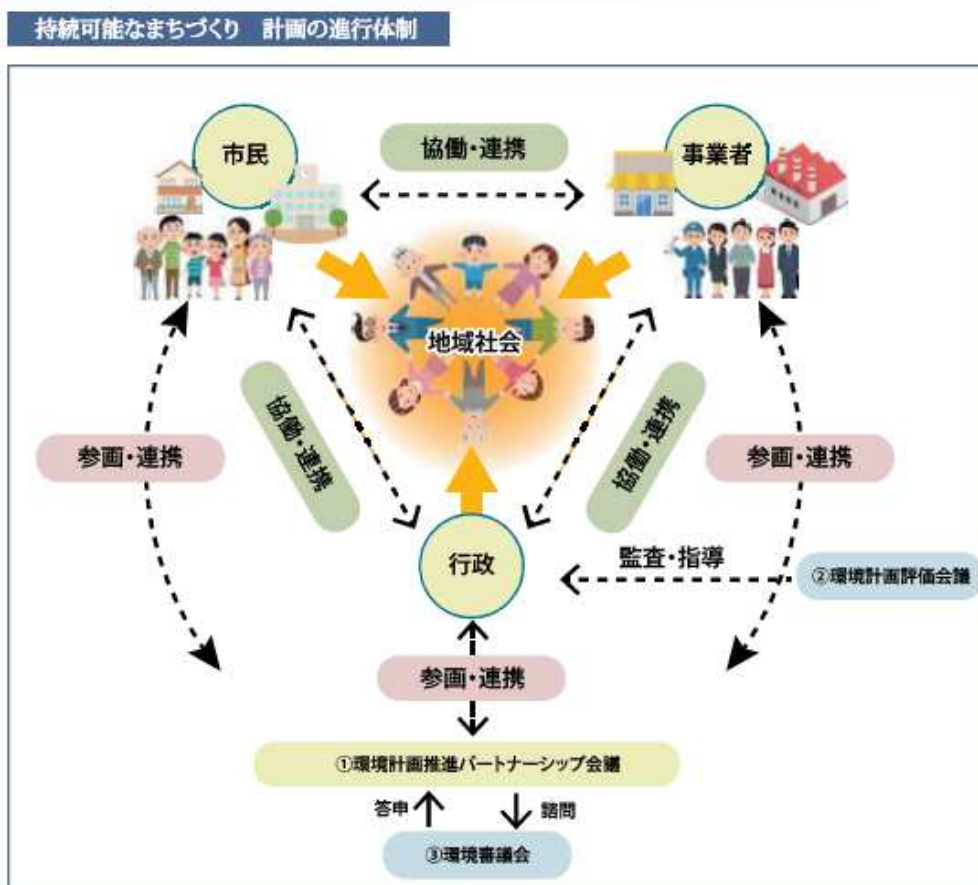 持続可能なまちづくり 計画の進行体制
市民
協働・連携
事業者
地域社会
協働・連携
協働・連携
参画・連携
参画・連携
行政
監査・指導
②環境計画評価会議
参画・連携
①環境計画推進パートナーシップ会議
答申
諮問
③環境審議会